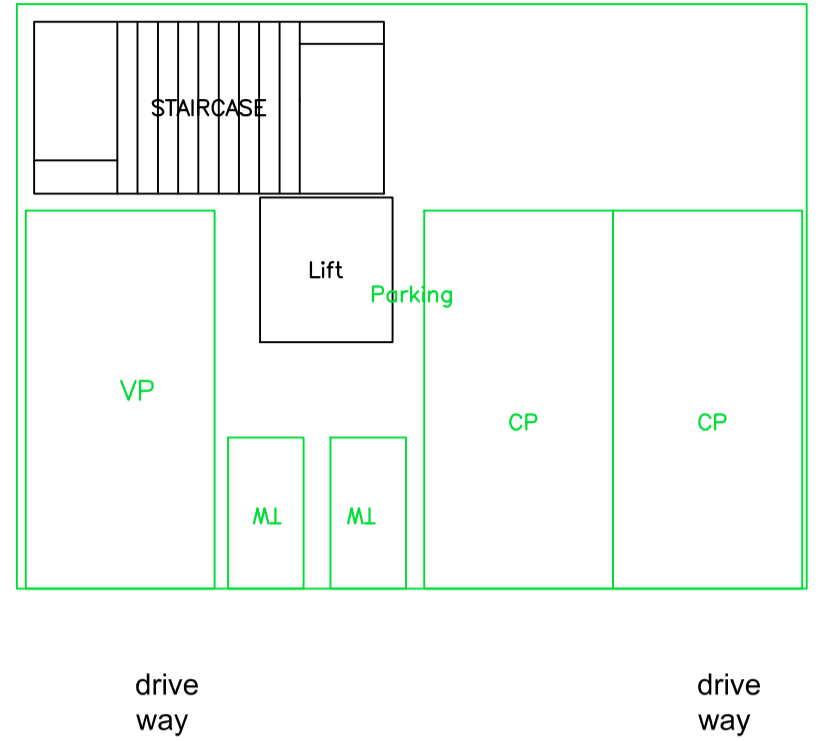 STAIRCASE
Lift
Parking
VP
CP
CP
TW
TW
drive
way
drive
way